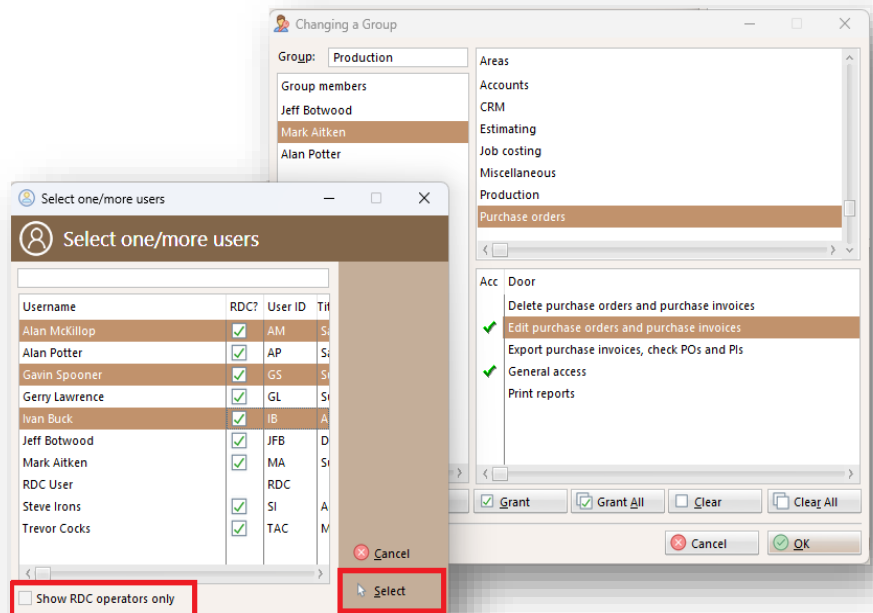 Changing a Group
Group: Production
Group members
Jeff Botwood
Mark Aitken
Alan Potter
Areas
Accounts
CRM
Estimating
Job costing
Miscellaneous
Production
Purchase orders
Acc Door
Delete purchase orders and purchase invoices
Edit purchase orders and purchase invoices
Export purchase invoices, check POs and PIs
General access
Print reports
Grant Grant All Clear Clear All
Cancel OK
Select one/more users
Select one/more users
Username RDC? User ID
Alan McKillop AM
Alan Potter AP
Gavin Spooner GS
Gerry Lawrence GL
Ivan Buck IB A
Jeff Botwood JFB D
Mark Aitken MA
RDC User RDC
Steve Irons SI A
Trevor Cocks TAC
Cancel
Select
Show RDC operators only